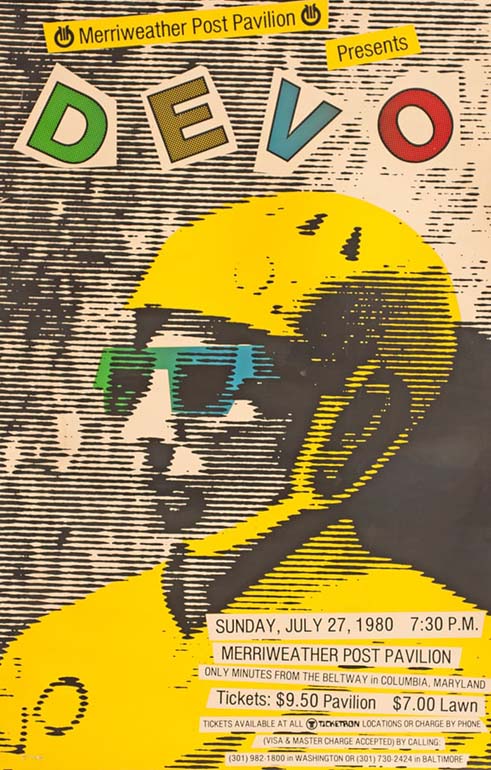 Merriweather Post Pavilion
Presents
DEVO
SUNDAY, JULY 27, 1980 7:30 P.M.
MERRIWEATHER POST PAVILION
ONLY MINUTES FROM THE BELTWAY in COLUMBIA, MARYLAND
Tickets: $9.50 Pavilion $7.00 Lawn
TICKETS AVAILABLE AT ALL TICKETRON LOCATIONS OR CHARGE BY PHONE
(VISA & MASTER CHARGE ACCEPTED) BY CALLING:
(301) 982-1800 in WASHINGTON OR (301) 730-2424 in BALTIMORE